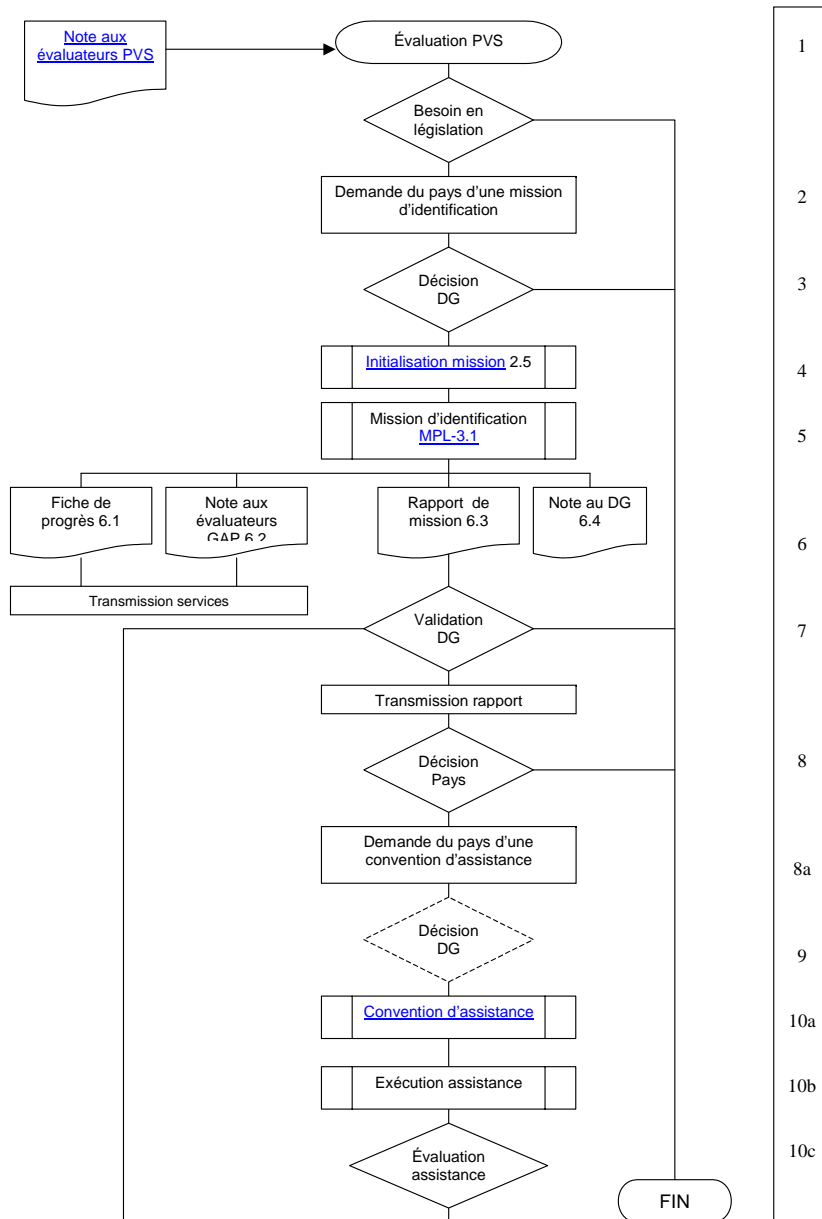 Note aux
évaluateurs PVS
Évaluation PVS
1
Besoin en
législation
Demande du pays d'une mission
d'identification
2
Décision
DG
3
Initialisation mission 2.5
4
Mission d'identification
MPL-3.1
5
Fiche de
progrès 6.1
Note aux
évaluateurs
GAP 6.2
Rapport de
mission 6.3
Note au DG
6.4
6
Transmission services
Validation
DG
7
Transmission rapport
Décision
Pays
8
Demande du pays d'une
convention d'assistance
8a
Décision
DG
9
Convention d'assistance
10a
Exécution assistance
10b
Évaluation
assistance
10c
FIN